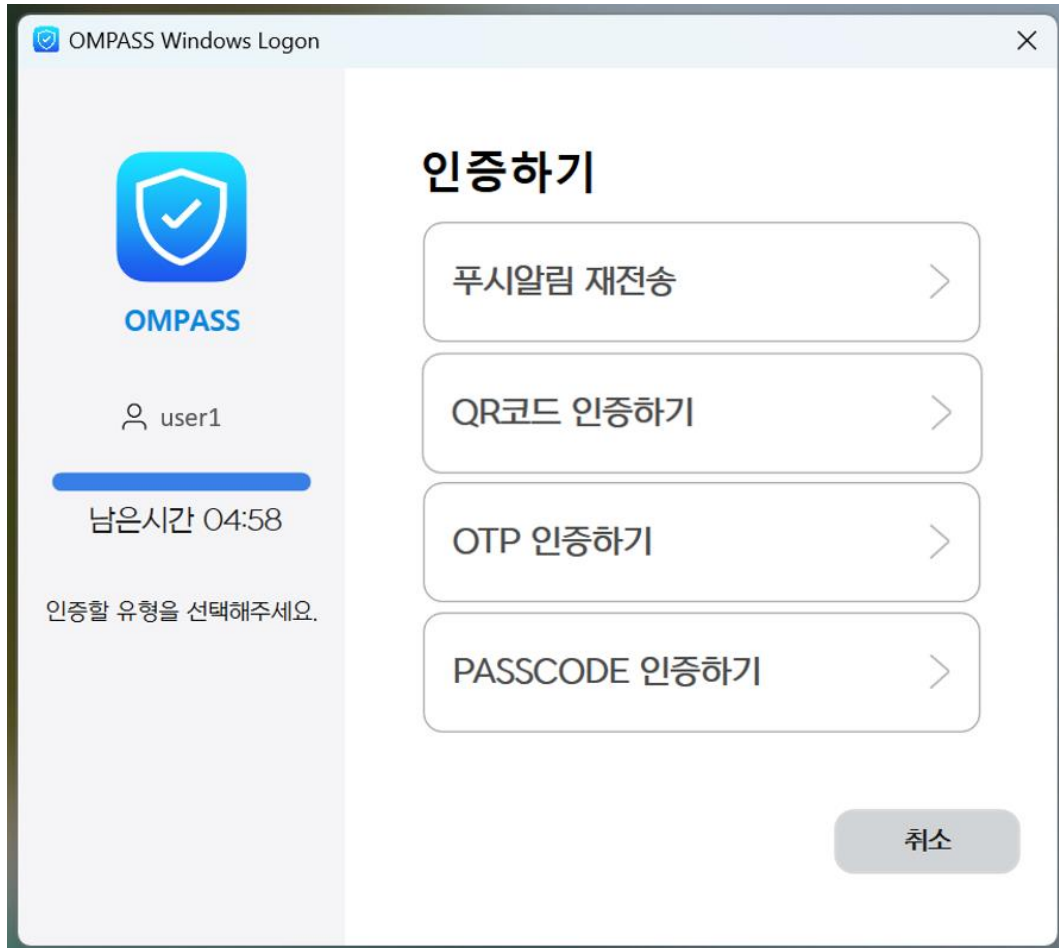 OMPASS Windows Logon
OMPASS
user1
남은시간 04:58
인증할 유형을 선택해주세요.
인증하기
푸시알림 재전송
QR코드 인증하기
OTP 인증하기
PASSCODE 인증하기
취소